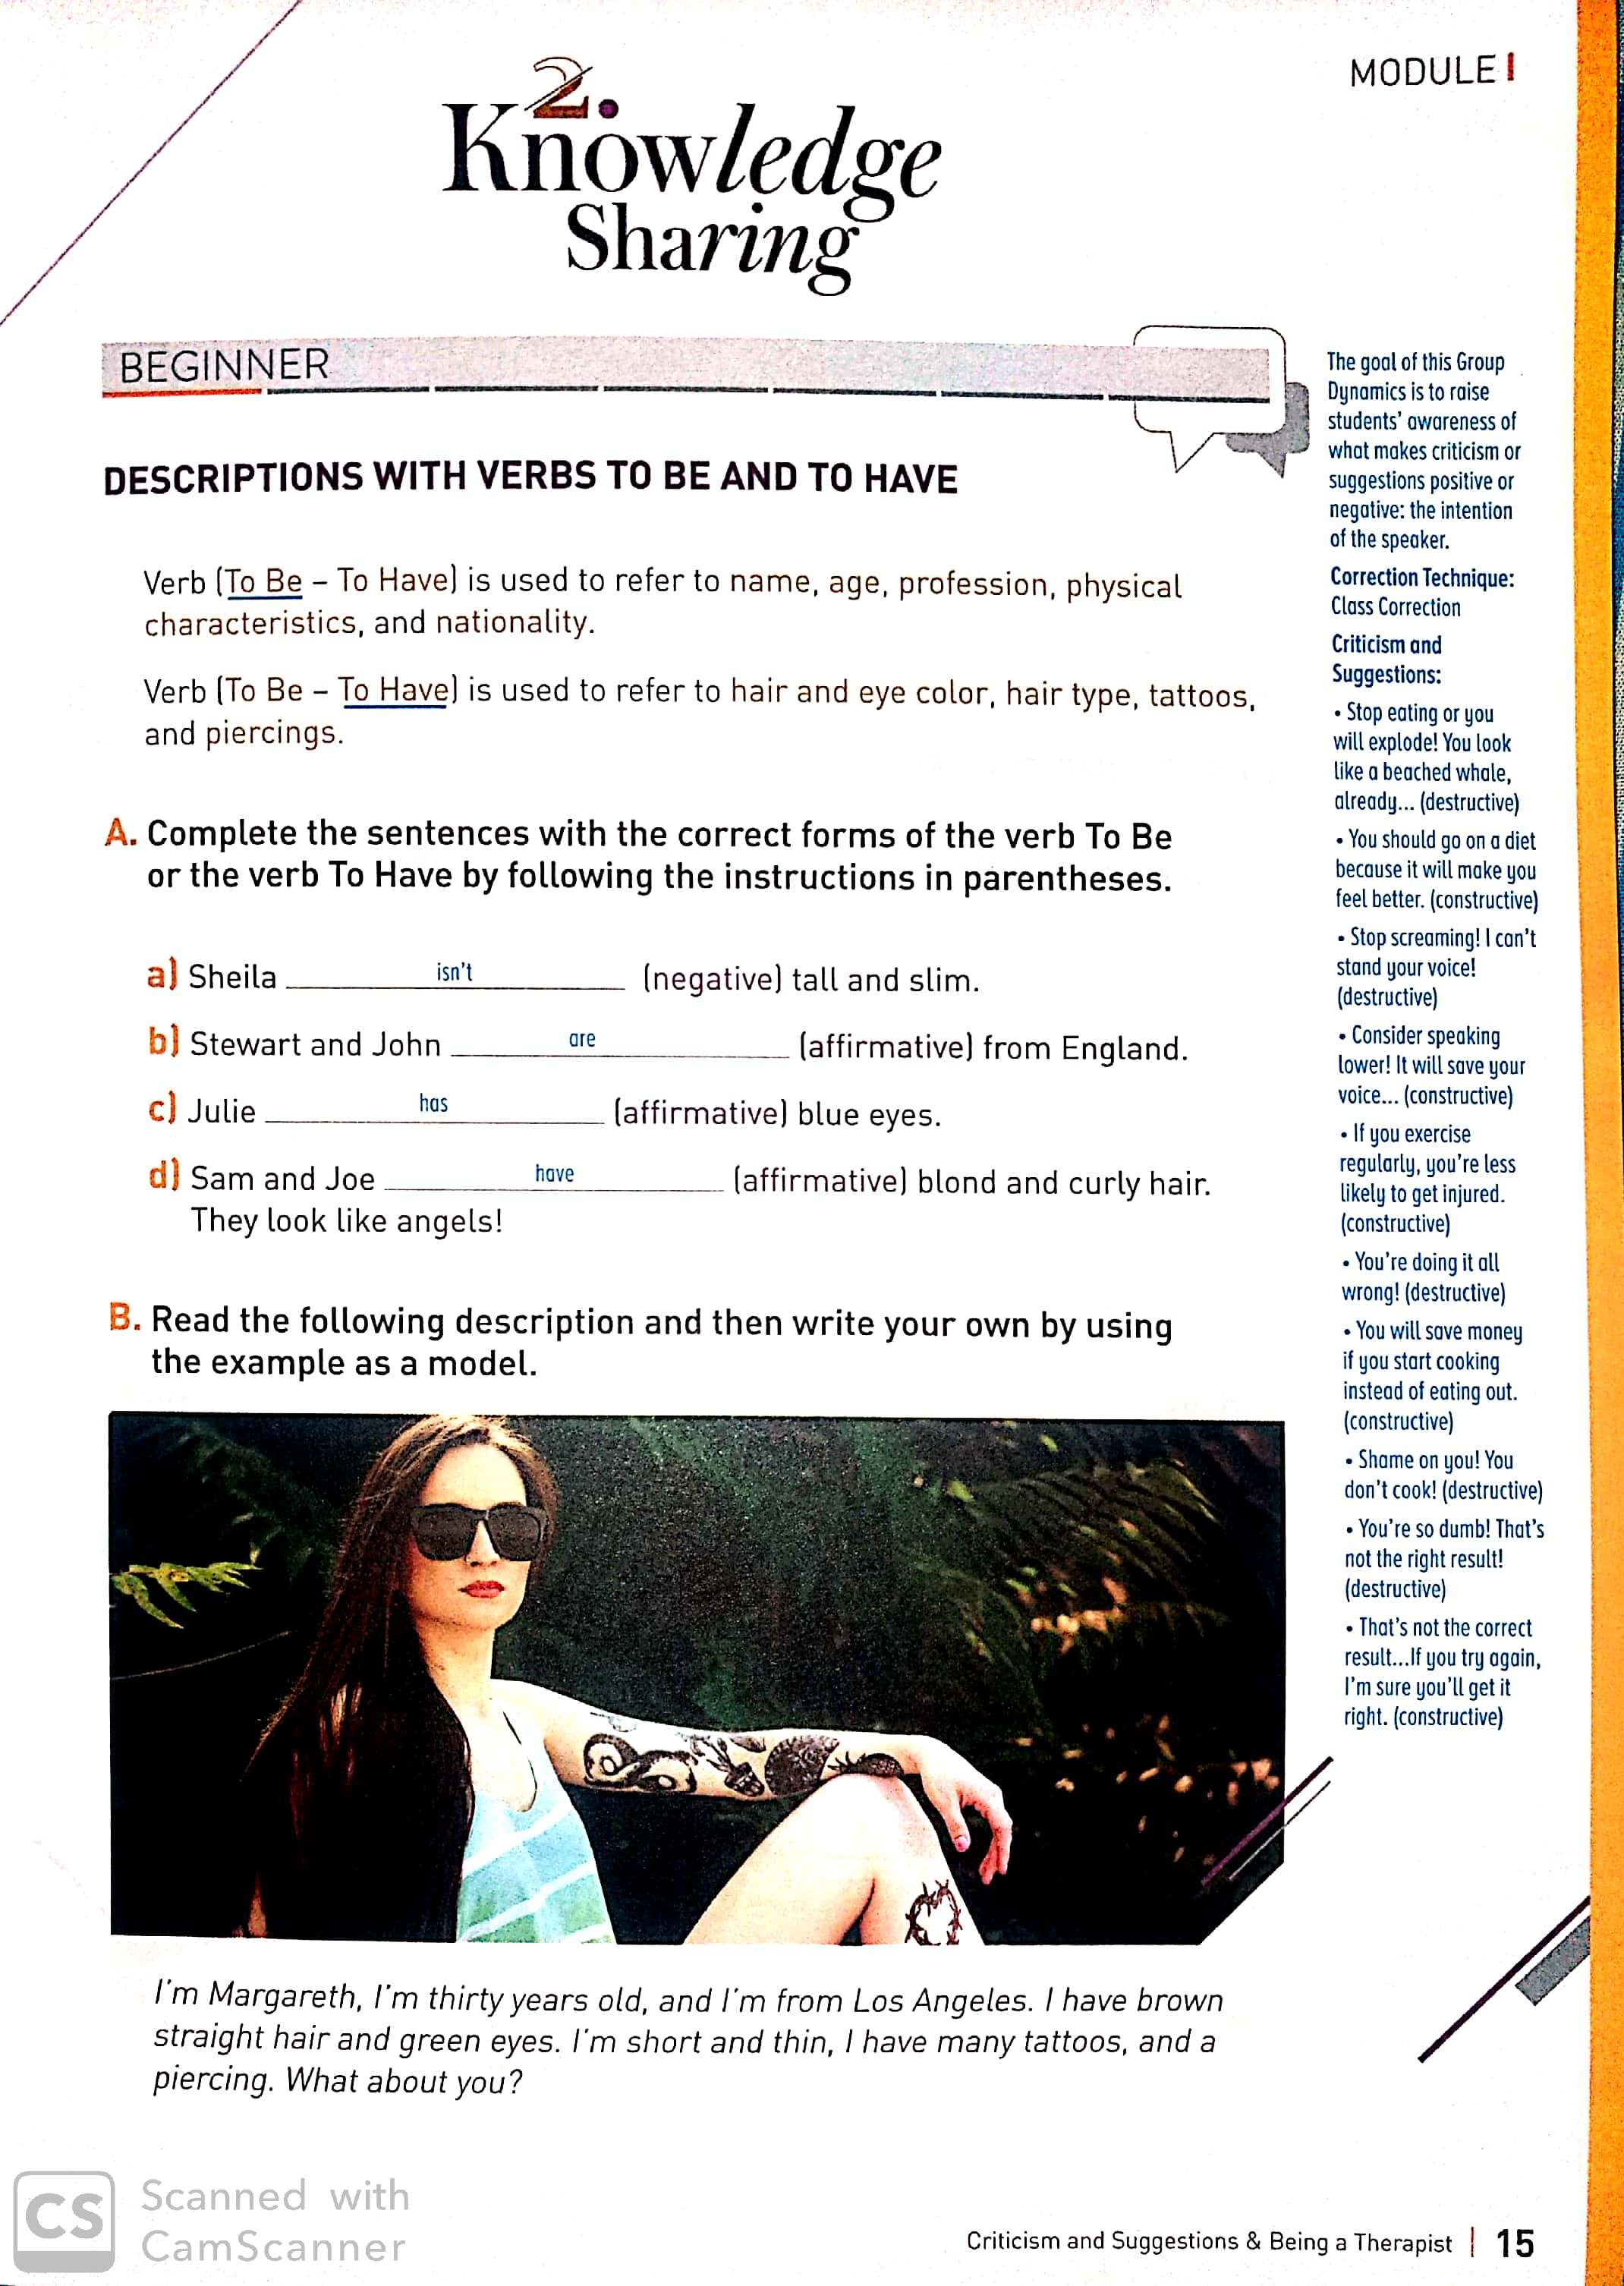 MODULE I
2.
Knowledge
Sharing
BEGINNER
DESCRIPTIONS WITH VERBS TO BE AND TO HAVE
Verb (To Be – To Have) is used to refer to name, age, profession, physical
characteristics, and nationality.
Verb (To Be – To Have) is used to refer to hair and eye color, hair type, tattoos,
and piercings.
A. Complete the sentences with the correct forms of the verb To Be
or the verb To Have by following the instructions in parentheses.
a) Sheila isn't (negative) tall and slim.
b) Stewart and John are (affirmative) from England.
c) Julie has (affirmative) blue eyes.
d) Sam and Joe have (affirmative) blond and curly hair.
They look like angels!
B. Read the following description and then write your own by using
the example as a model.
I'm Margareth, I'm thirty years old, and I'm from Los Angeles. I have brown
straight hair and green eyes. I'm short and thin, I have many tattoos, and a
piercing. What about you?
The goal of this Group
Dynamics is to raise
students' awareness of
what makes criticism or
suggestions positive or
negative: the intention
of the speaker.
Correction Technique:
Class Correction
Criticism and
Suggestions:
• Stop eating or you
will explode! You look
like a beached whale,
already... (destructive)
• You should go on a diet
because it will make you
feel better. (constructive)
• Stop screaming! I can't
stand your voice!
(destructive)
• Consider speaking
lower! It will save your
voice... (constructive)
• If you exercise
regularly, you're less
likely to get injured.
(constructive)
• You're doing it all
wrong! (destructive)
• You will save money
if you start cooking
instead of eating out.
(constructive)
• Shame on you! You
don't cook! (destructive)
• You're so dumb! That's
not the right result!
(destructive)
• That's not the correct
result...If you try again,
I'm sure you'll get it
right. (constructive)
CS
Scanned with
CamScanner
Criticism and Suggestions & Being a Therapist | 15